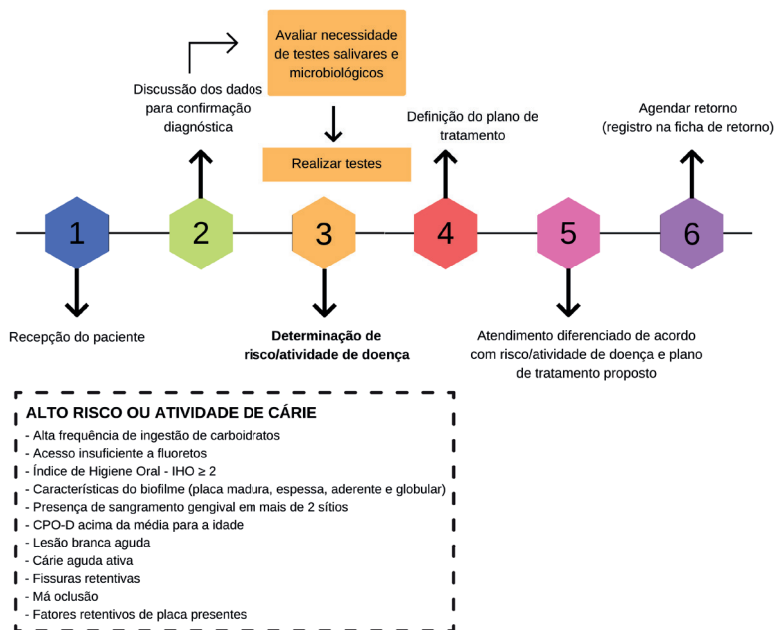 Avaliar necessidade
de testes salivares e
microbiológicos
Discussão dos dados
para confirmação
diagnóstica
Realizar testes
Definição do plano de
tratamento
Agendar retorno
(registro na ficha de retorno)
1
2
3
4
5
6
Recepção do paciente
Determinação de
risco/atividade de doença
Atendimento diferenciado de acordo
com risco/atividade de doença e plano
de tratamento proposto
ALTO RISCO OU ATIVIDADE DE CÁRIE
- Alta frequência de ingestão de carboidratos
- Acesso insuficiente a fluoretos
- Índice de Higiene Oral - IHO ≥ 2
- Características do biofilme (placa madura, espessa, aderente e globular)
- Presença de sangramento gengival em mais de 2 sítios
- CPO-D acima da média para a idade
- Lesão branca aguda
- Cárie aguda ativa
- Fissuras retentivas
- Má oclusão
- Fatores retentivos de placa presentes